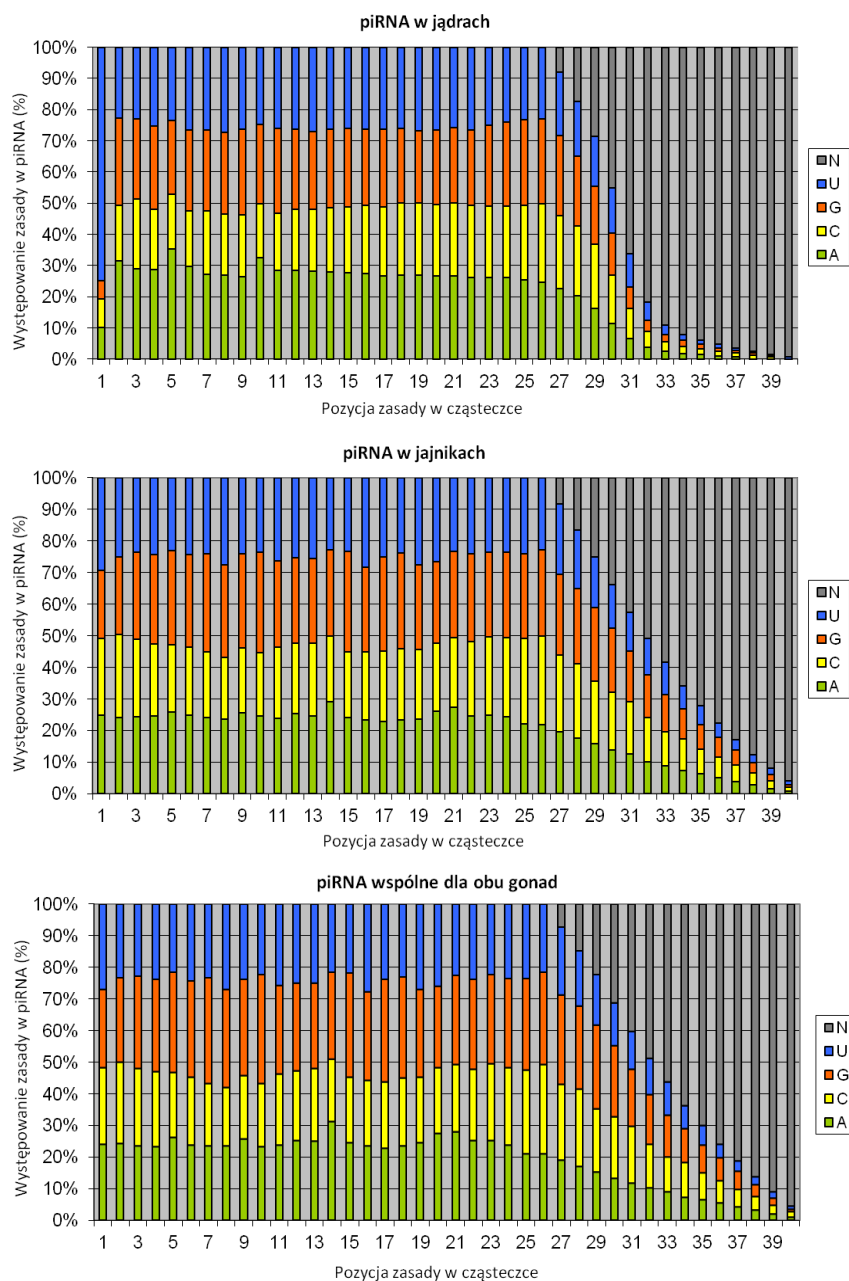 piRNA w jądrach
100%
90%
80%
70%
60%
50%
40%
30%
20%
10%
0%
Występowanie zasady w piRNA (%)
1 3 5 7 9 11 13 15 17 19 21 23 25 27 29 31 33 35 37 39
Pozycja zasady w cząsteczce
N
U
G
C
A
piRNA w jajnikach
100%
90%
80%
70%
60%
50%
40%
30%
20%
10%
0%
Występowanie zasady w piRNA (%)
1 3 5 7 9 11 13 15 17 19 21 23 25 27 29 31 33 35 37 39
Pozycja zasady w cząsteczce
N
U
G
C
A
piRNA wspólne dla obu gonad
100%
90%
80%
70%
60%
50%
40%
30%
20%
10%
0%
Występowanie zasady w piRNA (%)
1 3 5 7 9 11 13 15 17 19 21 23 25 27 29 31 33 35 37 39
Pozycja zasady w cząsteczce
N
U
G
C
A